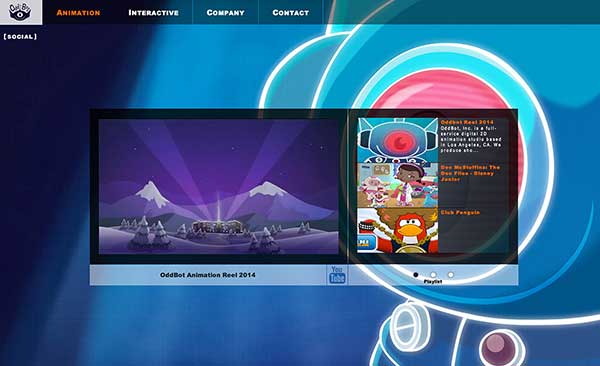 ODDBOT
ANIMATION
INTERACTIVE
COMPANY
CONTACT
[SOCIAL]
Oddbot Reel 2014
OddBot, Inc. is a full-
service digital 2D
animation studio based
in Los Angeles, CA. We
produce sho...
Doc McStuffins: The
Doc Files - Disney
Junior
Club Penguin
OddBot Animation Reel 2014
You
Tube
Playlist